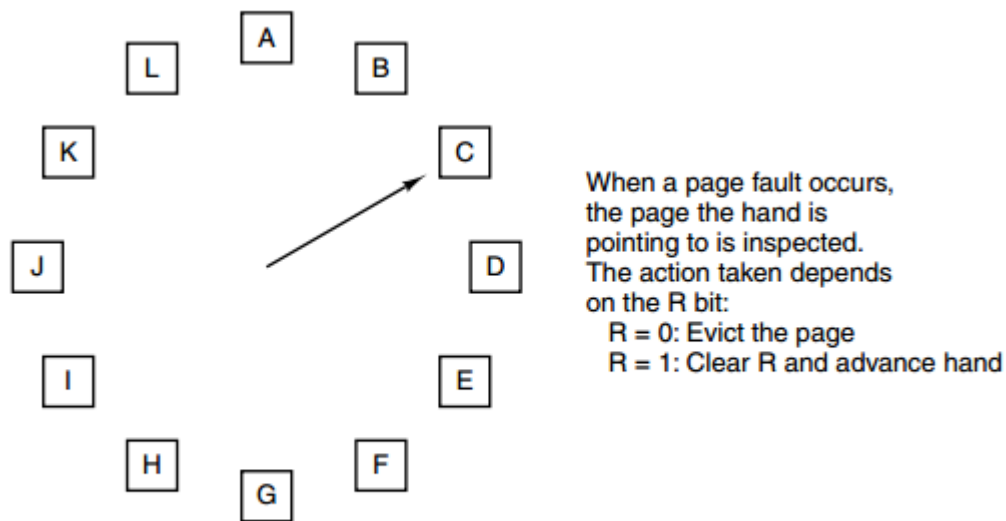 A
B
C
D
E
F
G
H
I
J
K
L
When a page fault occurs,
the page the hand is
pointing to is inspected.
The action taken depends
on the R bit:
R = 0: Evict the page
R = 1: Clear R and advance hand